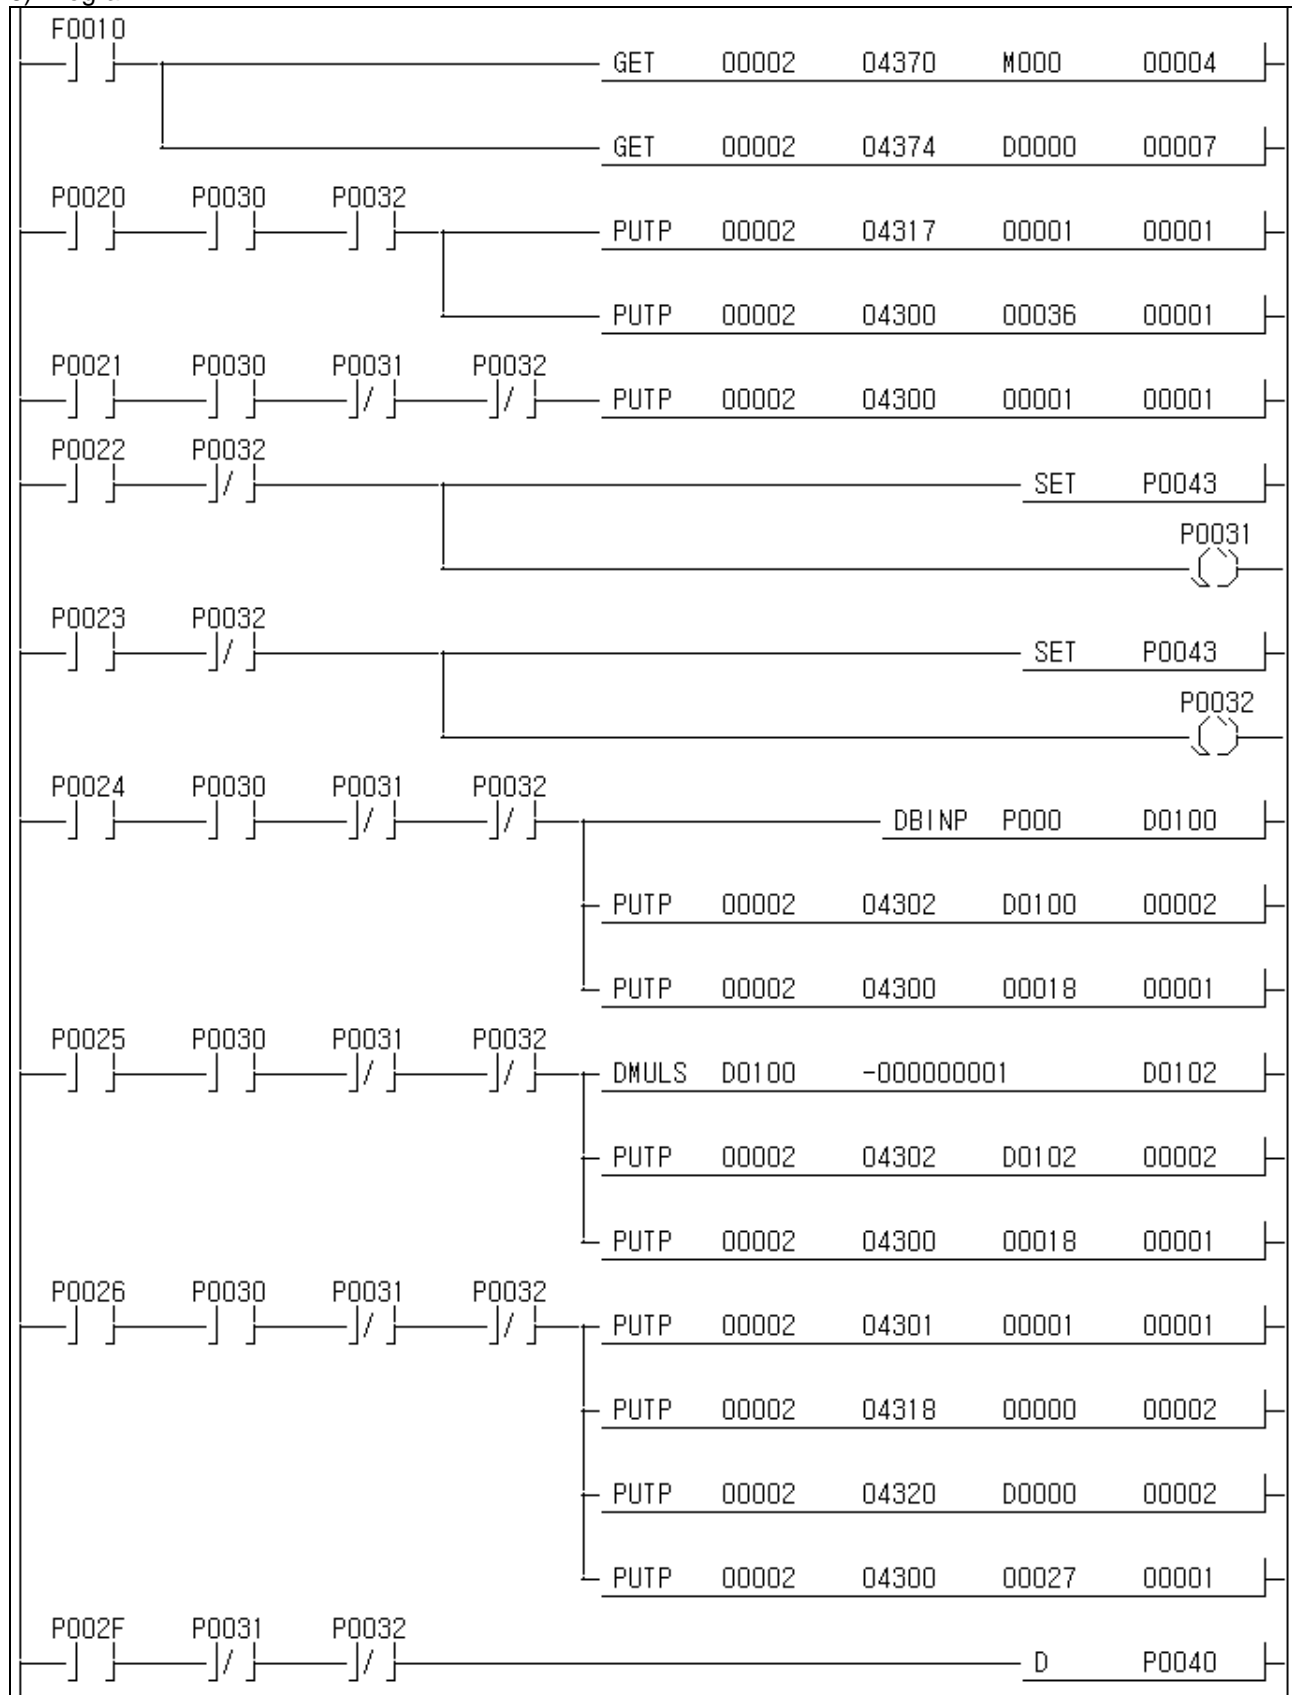 F0010
GET 00002 04370 M000 00004
GET 00002 04374 D0000 00007
P0020 P0030 P0032
PUTP 00002 04317 00001 00001
PUTP 00002 04300 00036 00001
P0021 P0030 P0031 P0032
PUTP 00002 04300 00001 00001
P0022 P0032
SET P0043
P0031
P0023 P0032
SET P0043
P0032
P0024 P0030 P0031 P0032
DBINP P000 D0100
PUTP 00002 04302 D0100 00002
PUTP 00002 04300 00018 00001
P0025 P0030 P0031 P0032
DMULS D0100 -000000001 D0102
PUTP 00002 04302 D0102 00002
PUTP 00002 04300 00018 00001
P0026 P0030 P0031 P0032
PUTP 00002 04301 00001 00001
PUTP 00002 04318 00000 00002
PUTP 00002 04320 D0000 00002
PUTP 00002 04300 00027 00001
P002F P0031 P0032
D P0040